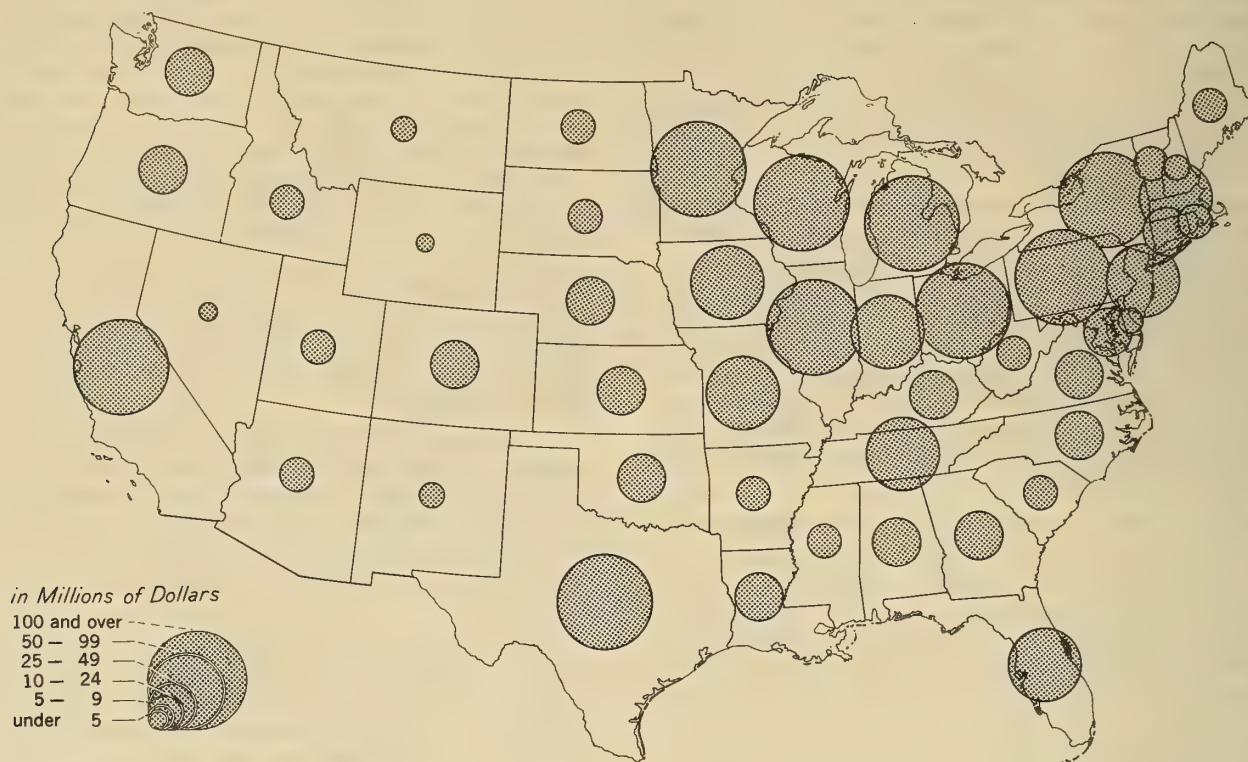 in Millions of Dollars
100 and over
50 – 99
25 – 49
10 – 24
5 – 9
under 5